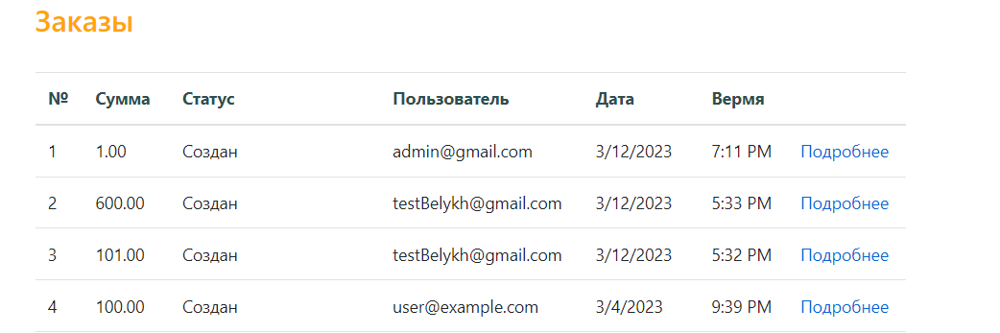 Заказы
№ Сумма Статус Пользователь Дата Вермя
1 1.00 Создан admin@gmail.com 3/12/2023 7:11 PM Подробнее
2 600.00 Создан testBelykh@gmail.com 3/12/2023 5:33 PM Подробнее
3 101.00 Создан testBelykh@gmail.com 3/12/2023 5:32 PM Подробнее
4 100.00 Создан user@example.com 3/4/2023 9:39 PM Подробнее